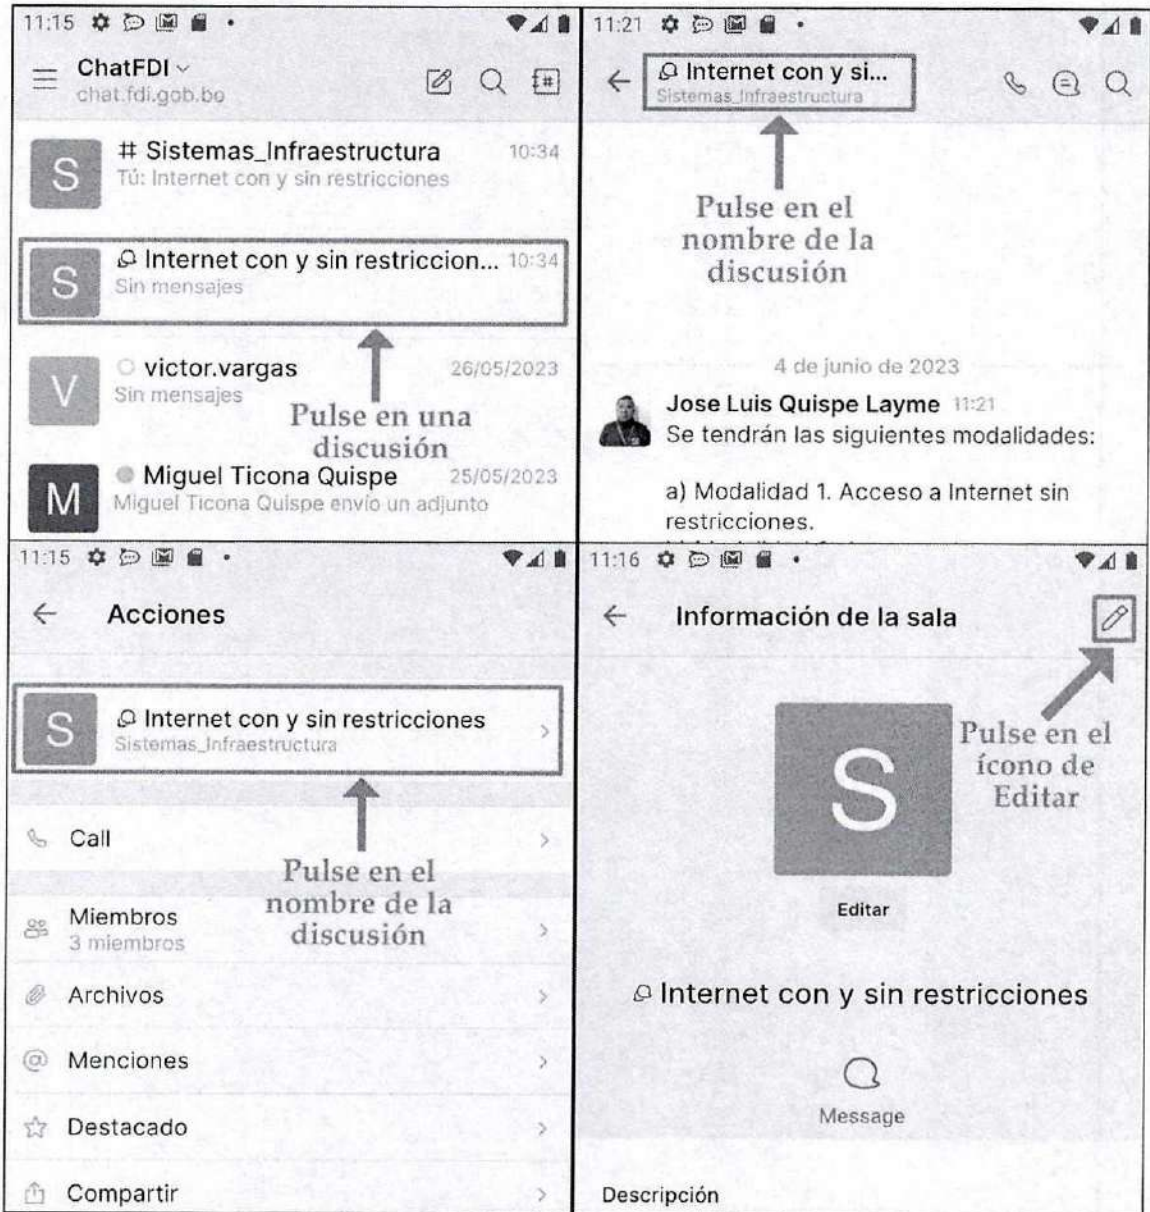 11:15
ChatFDI
chat.fdi.gob.bo
S
# Sistemas_Infraestructura 10:34
Tú: Internet con y sin restricciones
S
Internet con y sin restriccion... 10:34
Sin mensajes
V
victor.vargas 26/05/2023
Sin mensajes
Pulse en una
discusión
M
Miguel Ticona Quispe 25/05/2023
Miguel Ticona Quispe envío un adjunto
11:21
Internet con y si...
Sistemas_Infraestructura
Pulse en el
nombre de la
discusión
4 de junio de 2023
Jose Luis Quispe Layme 11:21
Se tendrán las siguientes modalidades:
a) Modalidad 1. Acceso a Internet sin
restricciones.
11:15
Acciones
S
Internet con y sin restricciones
Sistemas_Infraestructura
Call
Pulse en el
nombre de la
discusión
Miembros
3 miembros
Archivos
Menciones
Destacado
Compartir
11:16
Información de la sala
Pulse en el
ícono de
Editar
S
Editar
Internet con y sin restricciones
Message
Descripción